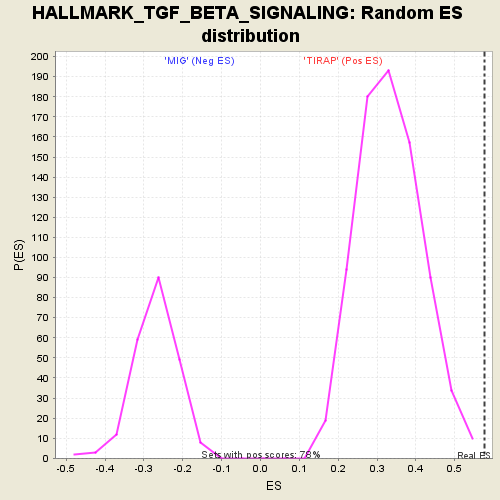 HALLMARK_TGF_BETA_SIGNALING: Random ES
distribution
'MIG' (Neg ES)
'TIRAP' (Pos ES)
P(ES)
200
190
180
170
160
150
140
130
120
110
100
90
80
70
60
50
40
30
20
10
0
Sets with pos scores: 78%
Real ES
-0.5 -0.4 -0.3 -0.2 -0.1 0.0 0.1 0.2 0.3 0.4 0.5
ES